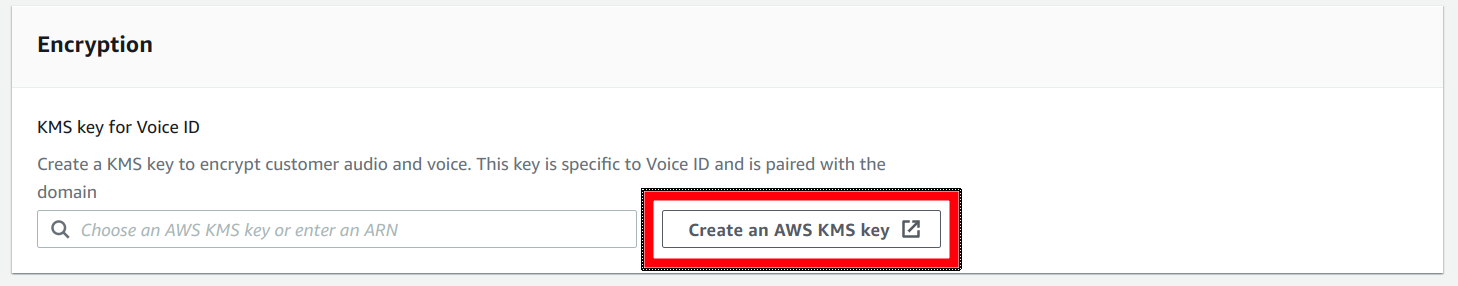 Encryption
KMS key for Voice ID
Create a KMS key to encrypt customer audio and voice. This key is specific to Voice ID and is paired with the
domain
Choose an AWS KMS key or enter an ARN
Create an AWS KMS key